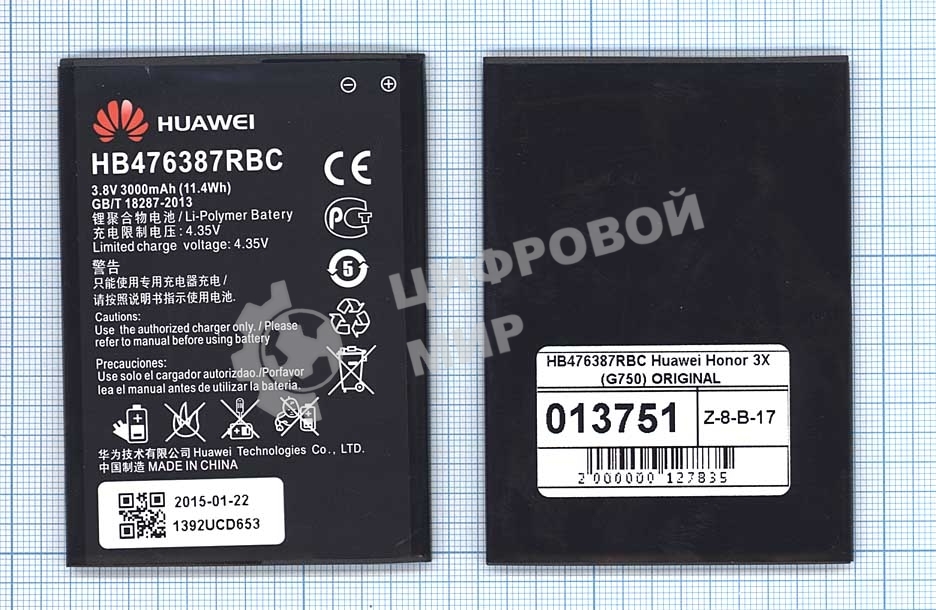 HUAWEI
HB476387RBC
3.8V 3000mAh (11.4Wh)
GB/T 18287-2013
锂聚合物电池/Li-Polymer Batery
充电限制电压: 4.35V
Limited charge voltage: 4.35V
警告
只能使用专用充电器充电/
请按照说明书指示使用电池.
Cautions:
Use the authorized charger only. / Please
refer to manual before using battery
CAUTION:
Use solo el cargador autorizdao./Porfavor
lea el manual antes de utilizar la batería.
华为技术有限公司 Huawei Technologies Co., LTD.
中国制造 MADE IN CHINA
2015-01-22
1392UCD653
CE
PCT
5
ЦИФРОВОЙ
МИР
HB476387RBC Huawei Honor 3X
(G750) ORIGINAL
013751
Z-8-B-17
2 000000 127835